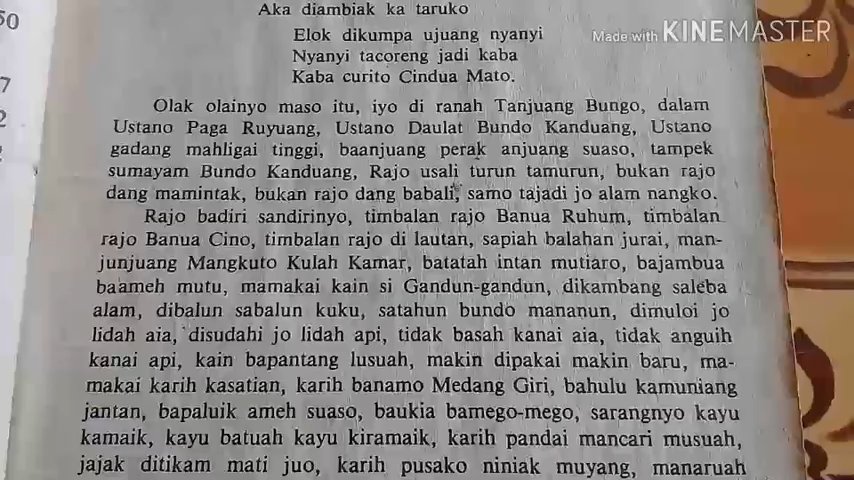 50
7
2
Aka diambiak ka taruko
Elok dikumpa ujuang nyanyi
Nyanyi tacoreng jadi kaba
Kaba curito Cindua Mato.
Made with KINEMASTER
Olak olainyo maso itu, iyo di ranah Tanjuang Bungo, dalam
Ustano Paga Ruyuang, Ustano Daulat Bundo Kanduang, Ustano
gadang mahligai tinggi, baanjuang perak anjuang suaso, tampek
sumayam Bundo Kanduang, Rajo usali turun tamurun, bukan rajo
dang mamintak, bukan rajo dang babali, samo tajadi jo alam nangko.
Rajo badiri sandirinyo, timbalan rajo Banua Ruhum, timbalan
rajo Banua Cino, timbalan rajo di lautan, sapiah balahan jurai, man-
junjuang Mangkuto Kulah Kamar, batatah intan mutiaro, bajambua
baameh mutu, mamakai kain si Gandun-gandun, dikambang saleba
alam, dibalun sabalun kuku, satahun bundo mananun, dimuloi jo
lidah aia, disudahi jo lidah api, tidak basah kanai aia, tidak anguih
kanai api, kain bapantang lusuah, makin dipakai makin baru, ma-
makai karih kasatian, karih banamo Medang Giri, bahulu kamuniang
jantan, bapaluik ameh suaso, baukia bamego-mego, sarangnyo kayu
kamaik, kayu batuah kayu kiramaik, karih pandai mancari musuah,
jajak ditikam mati juo, karih pusako niniak muyang, manaruah